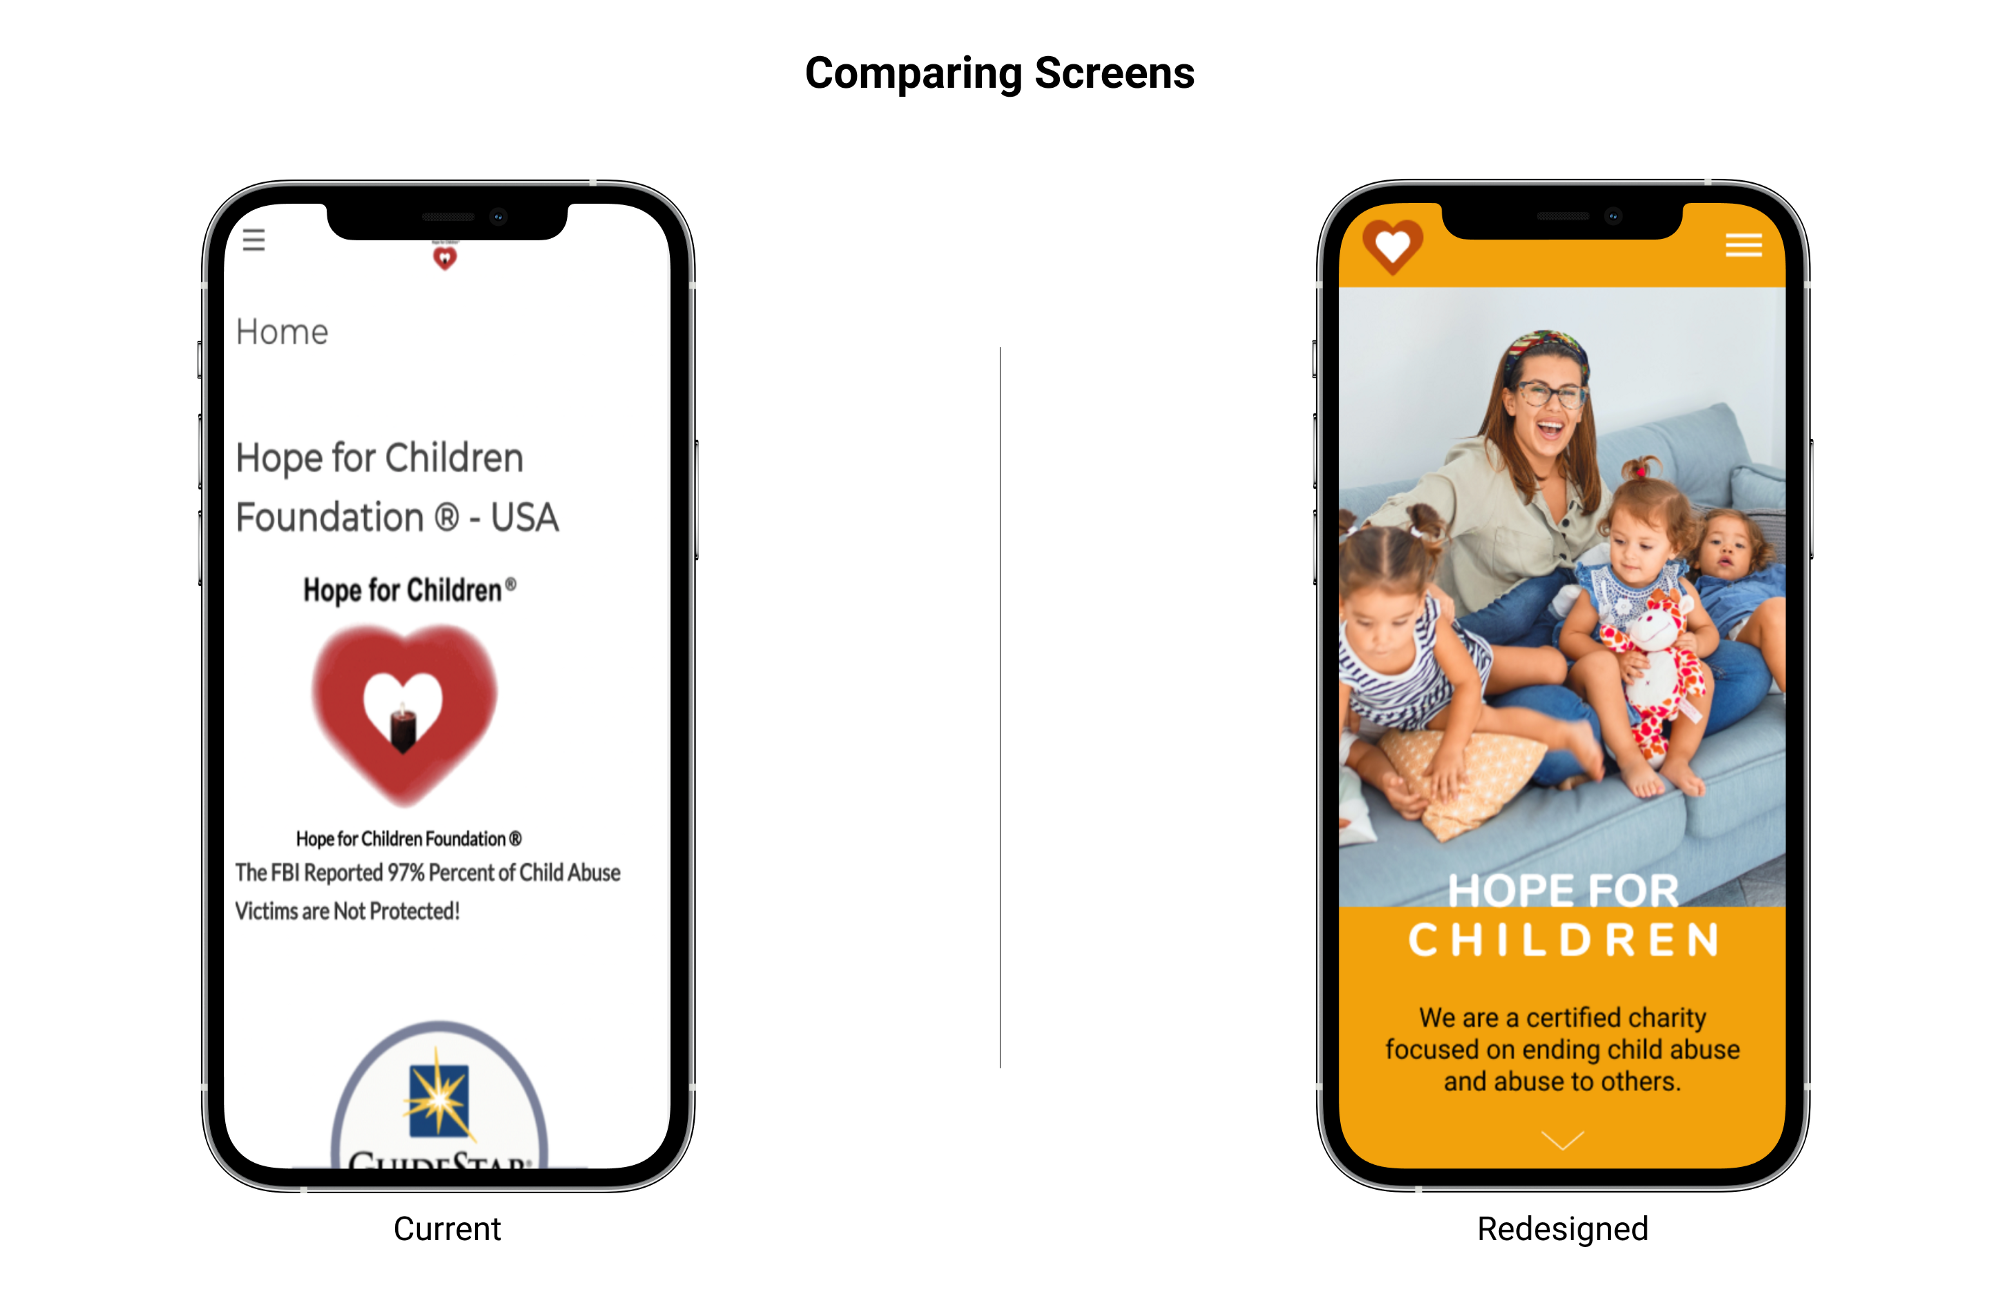 Comparing Screens
Home
Hope for Children
Foundation ® - USA
Hope for Children®
Hope for Children Foundation ®
The FBI Reported 97% Percent of Child Abuse
Victims are Not Protected!
GUIDESTAR®
Current
HOPE FOR
CHILDREN
We are a certified charity
focused on ending child abuse
and abuse to others.
Redesigned